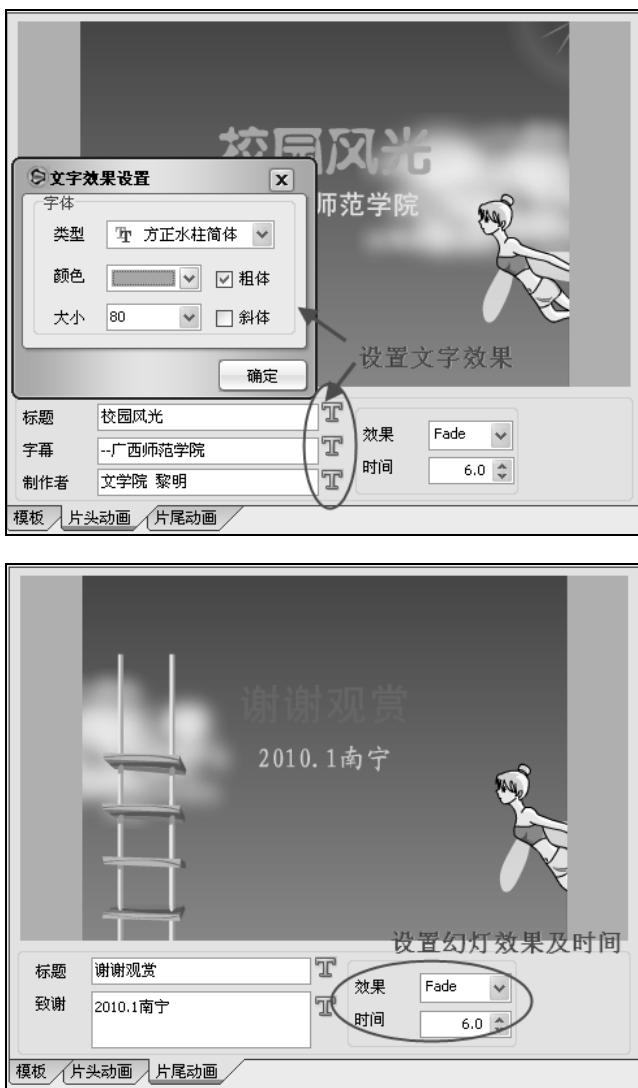 校园风光
师范学院
文字效果设置
字体
类型 方正水柱简体
颜色 粗体
大小 80 斜体
确定
设置文字效果
标题 校园风光
字幕 --广西师范学院
制作者 文学院 黎明
效果 Fade
时间 6.0
模板 片头动画 片尾动画
谢谢观赏
2010.1南宁
设置幻灯效果及时间
标题 谢谢观赏
致谢 2010.1南宁
效果 Fade
时间 6.0
模板 片头动画 片尾动画